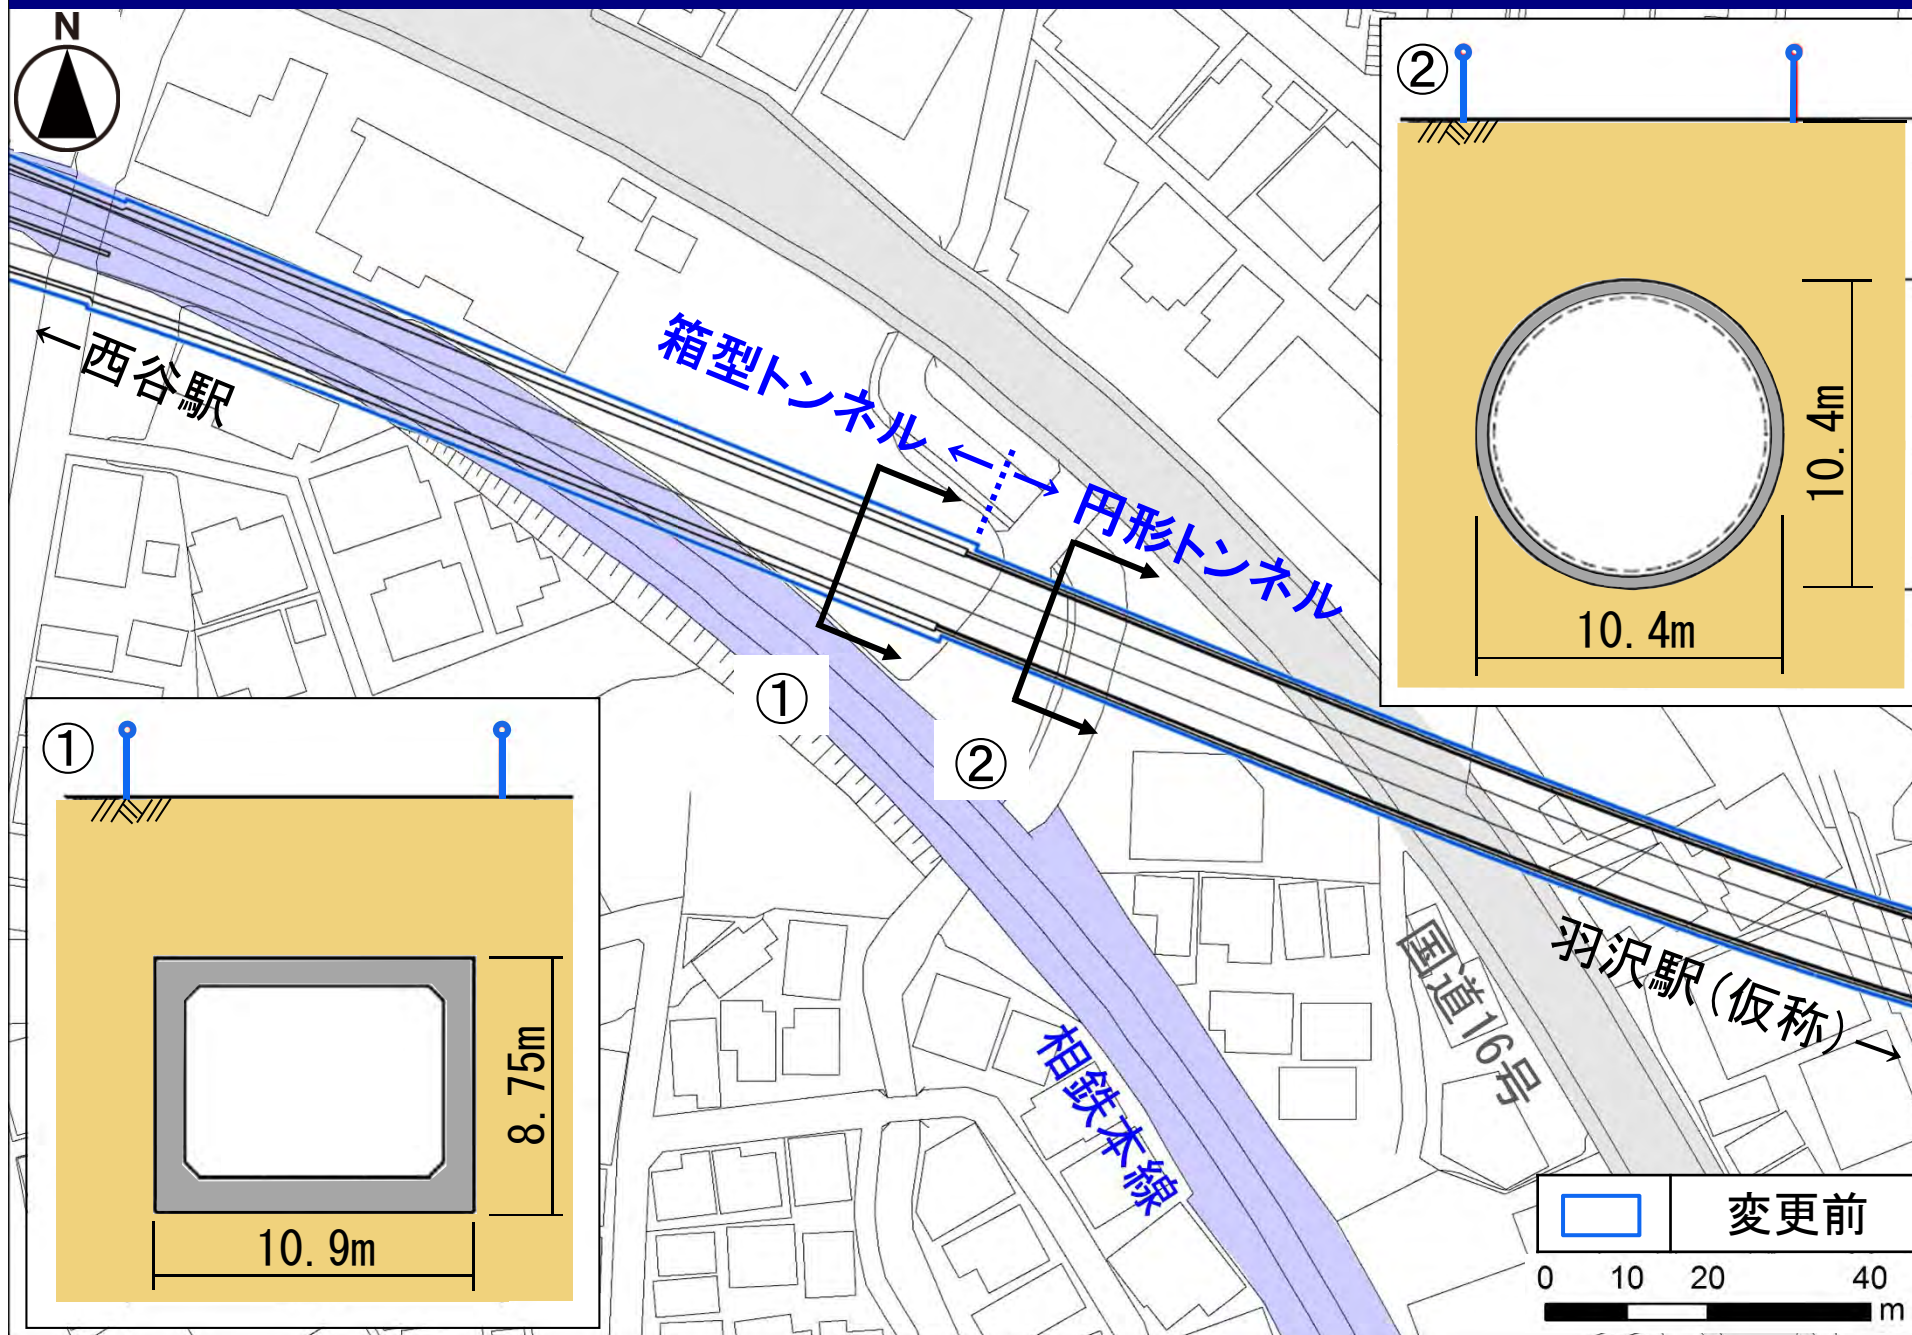 N
②
10.4m
10.4m
←西谷駅
箱型トンネル ←
→ 円形トンネル
①
②
①
8.75m
10.9m
相鉄本線
国道16号
羽沢駅(仮称)→
変更前
0 10 20 40
m